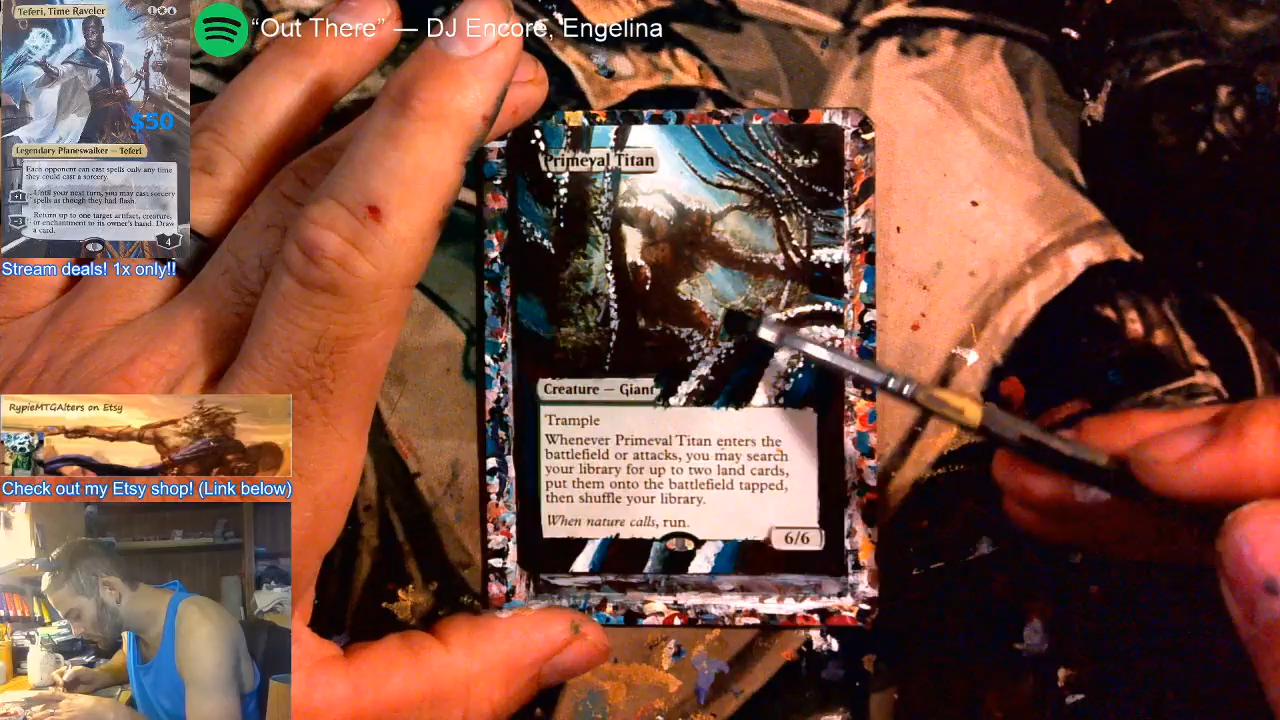 Teferi, Time Raveler
"Out There" — DJ Encore, Engelina
$50
Legendary Planeswalker — Teferi
Each opponent can cast spells only any time
they could cast a sorcery.
+1
Until your next turn, you may cast sorcery
spells as though they had flash.
−3
Return up to one target artifact, creature,
or enchantment to its owner's hand. Draw
a card.
4
Stream deals! 1x only!!
RypieMTGAlters on Etsy
Check out my Etsy shop! (Link below)
Primeval Titan
Creature — Giant
Trample
Whenever Primeval Titan enters the
battlefield or attacks, you may search
your library for up to two land cards,
put them onto the battlefield tapped,
then shuffle your library.
When nature calls, run.
6/6